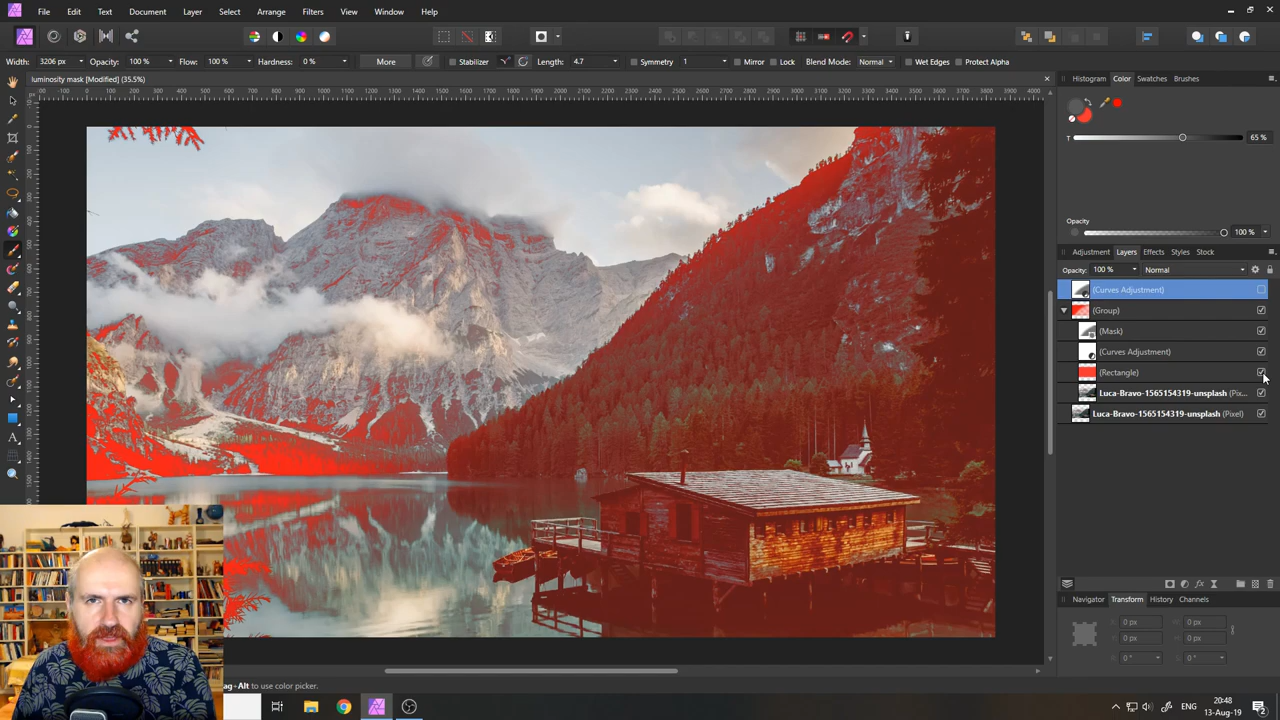 File Edit Text Document Layer Select Arrange Filters View Window Help
Width: 3206 px Opacity: 100 % Flow: 100 % Hardness: 0 % More Stabilizer Length: 4.7 Symmetry 1 Mirror Lock Blend Mode: Normal Wet Edges Protect Alpha
luminosity mask [Modified] (35.5%)
Histogram Color Swatches Brushes
T 65 %
Opacity
100 %
Adjustment Layers Effects Styles Stock
Opacity: 100 % Normal
(Curves Adjustment)
(Group)
(Mask)
(Curves Adjustment)
(Rectangle)
Luca-Bravo-1565154319-unsplash (Pix...
Luca-Bravo-1565154319-unsplash (Pixel)
Navigator Transform History Channels
0 px 0 px
0 px 0 px
0 ° 0 °
ag-Alt to use color picker.
20:48
13-Aug-19